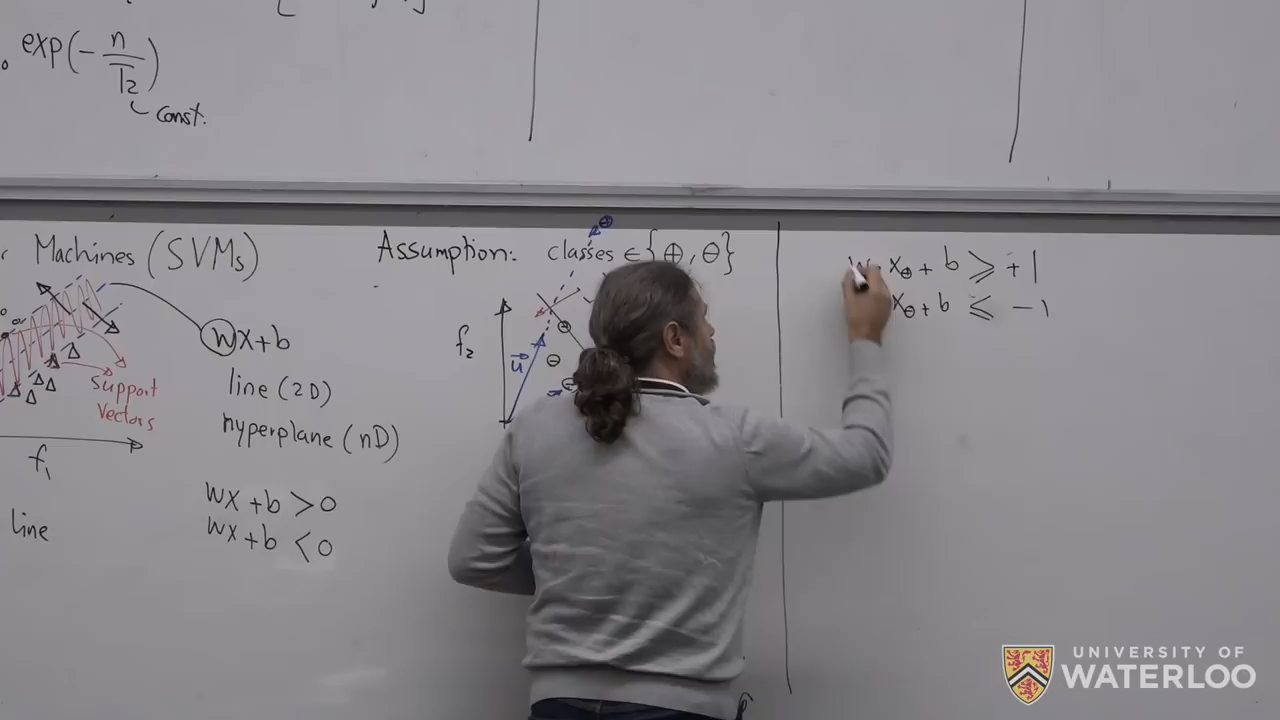 exp(- n/T₂)
const.
Machines (SVMs)
wx+b
line (2D)
hyperplane (nD)
Support
Vectors
f₁
line
wx +b >0
wx +b <0
Assumption: classes ∈ {⊕, ⊖}
f₂
u
w x⊕ + b ⩾ +1
x⊖ + b ⩽ -1
UNIVERSITY OF
WATERLOO